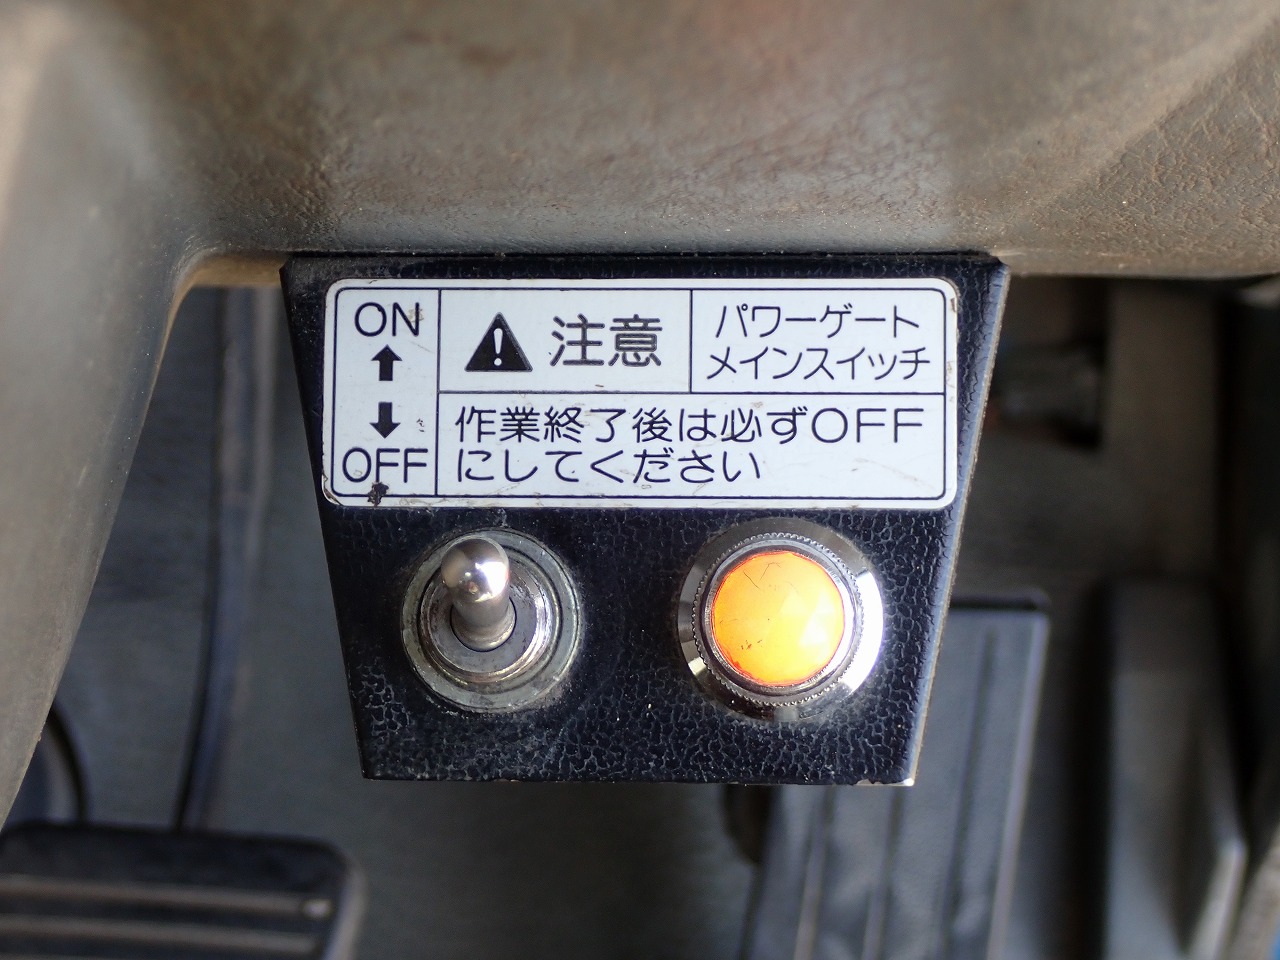 ON
↑
↓
OFF
注意
パワーゲート
メインスイッチ
作業終了後は必ずOFF
にしてください